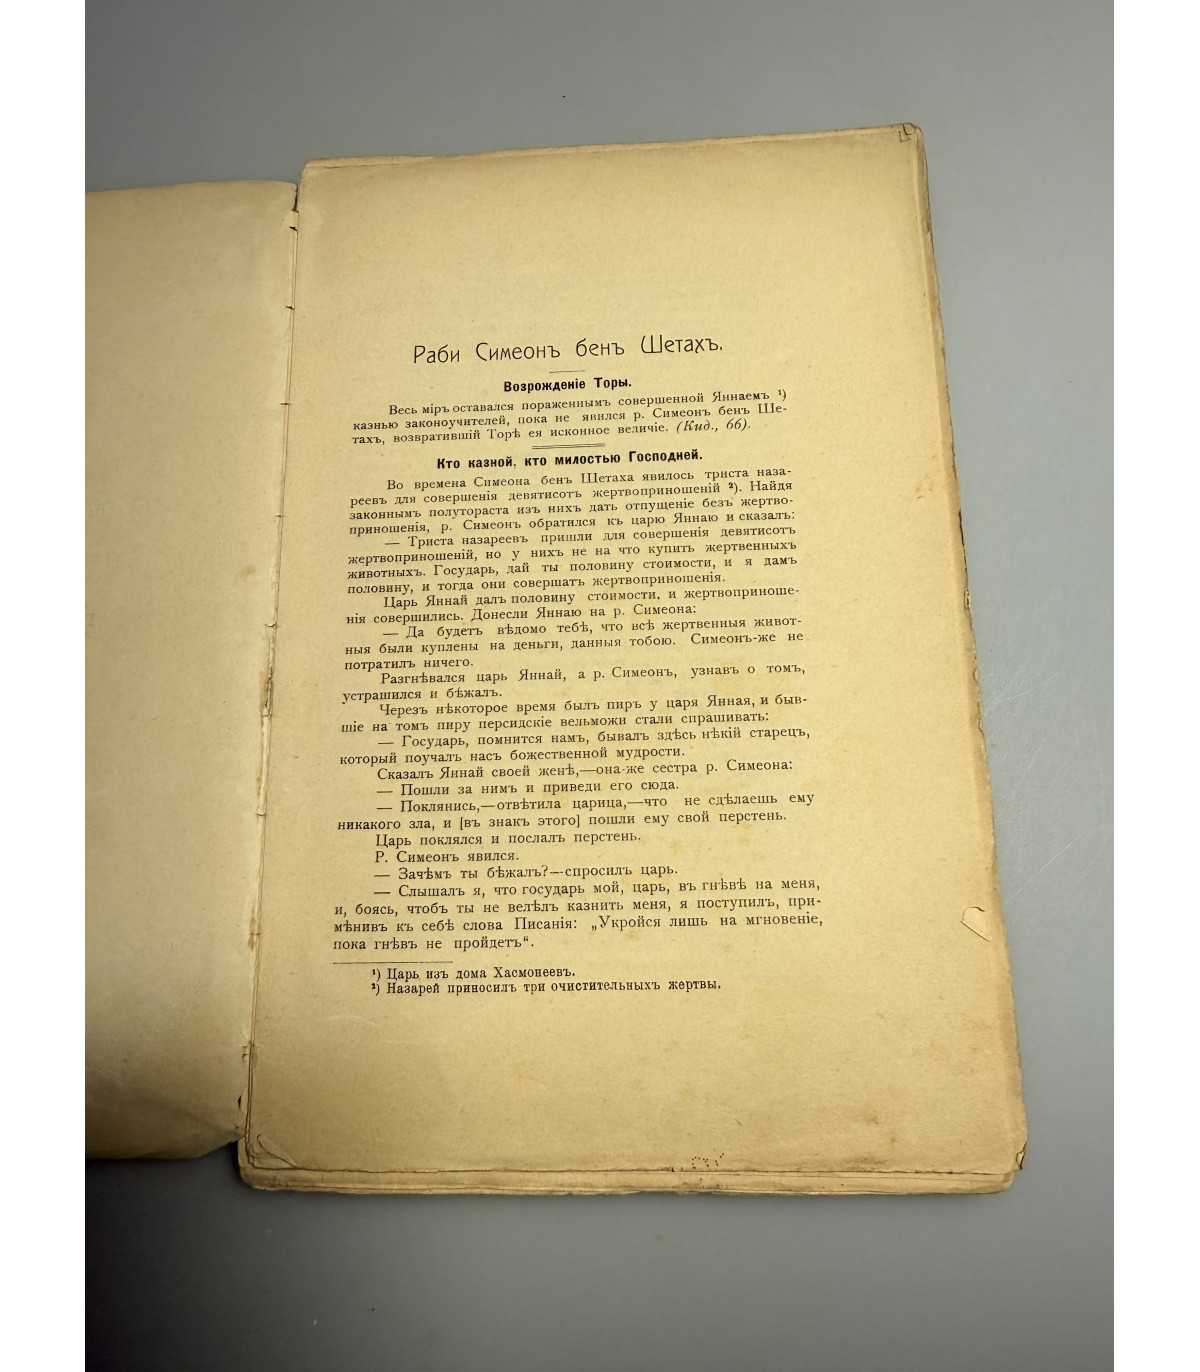 Раби Симеонъ бенъ Шетахъ.
Возрожденіе Торы.
Весь міръ оставался пораженнымъ совершенной Яннаемъ ¹)
казнью законоучителей, пока не явился р. Симеонъ бенъ Ше-
тахъ, возвратившій Торѣ ея исконное величіе. (Кид., 66).
Кто казной, кто милостью Господней.
Во времена Симеона бенъ Шетаха явилось триста наза-
реевъ для совершенія девятисотъ жертвоприношеній ²). Найдя
законнымъ полутораста изъ нихъ дать отпущеніе безъ жертво-
приношенія, р. Симеонъ обратился къ царю Яннаю и сказалъ:
— Триста назареевъ пришли для совершенія девятисотъ
жертвоприношеній, но у нихъ не на что купить жертвенныхъ
животныхъ. Государь, дай ты половину стоимости, и я дамъ
половину, и тогда они совершатъ жертвоприношенія.
Царь Яннай далъ половину стоимости, и жертвоприноше-
нія совершились. Донесли Яннаю на р. Симеона:
— Да будетъ вѣдомо тебѣ, что всѣ жертвенныя живот-
ныя были куплены на деньги, данныя тобою. Симеонъ-же не
потратилъ ничего.
Разгнѣвался царь Яннай, а р. Симеонъ, узнавъ о томъ,
устрашился и бѣжалъ.
Черезъ нѣкоторое время былъ пиръ у царя Янная, и быв-
шіе на томъ пиру персидскіе вельможи стали спрашивать:
— Государь, помнится намъ, бывалъ здѣсь нѣкій старецъ,
который поучалъ насъ божественной мудрости.
Сказалъ Яннай своей женѣ,—она-же сестра р. Симеона:
— Пошли за нимъ и приведи его сюда.
— Поклянись,—отвѣтила царица,—что не сдѣлаешь ему
никакого зла, и [въ знакъ этого] пошли ему свой перстень.
Царь поклялся и послалъ перстень.
Р. Симеонъ явился.
— Зачѣмъ ты бѣжалъ?—спросилъ царь.
— Слышалъ я, что государь мой, царь, въ гнѣвѣ на меня,
и, боясь, чтобъ ты не велѣлъ казнить меня, я поступилъ, при-
мѣнивъ къ себѣ слова Писанія: „Укройся лишь на мгновеніе,
пока гнѣвъ не пройдетъ“.
¹) Царь изъ дома Хасмонеевъ.
²) Назарей приносилъ три очистительныхъ жертвы.